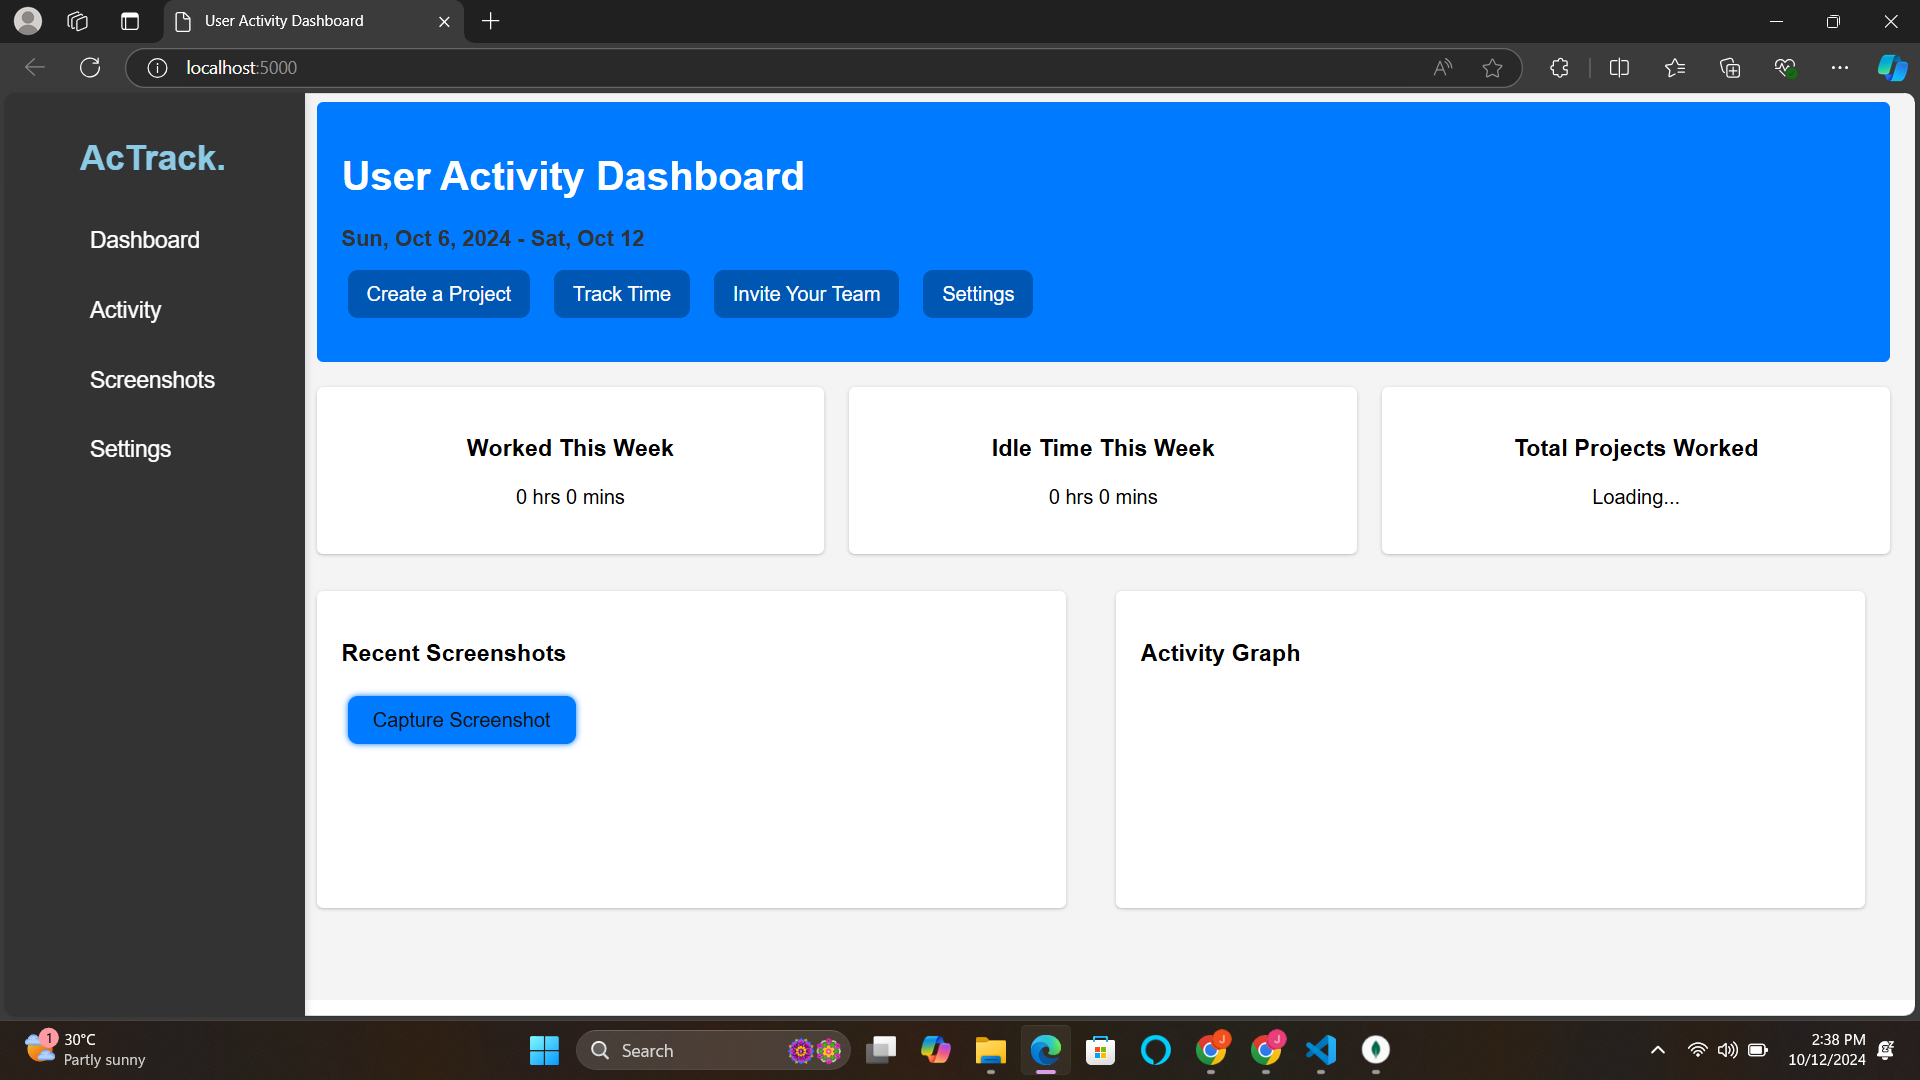 User Activity Dashboard
localhost:5000
AcTrack.
Dashboard
Activity
Screenshots
Settings
User Activity Dashboard
Sun, Oct 6, 2024 - Sat, Oct 12
Create a Project Track Time Invite Your Team Settings
Worked This Week
0 hrs 0 mins
Idle Time This Week
0 hrs 0 mins
Total Projects Worked
Loading...
Recent Screenshots
Capture Screenshot
Activity Graph
1
30°C
Partly sunny
Search
J
J
2:38 PM
10/12/2024